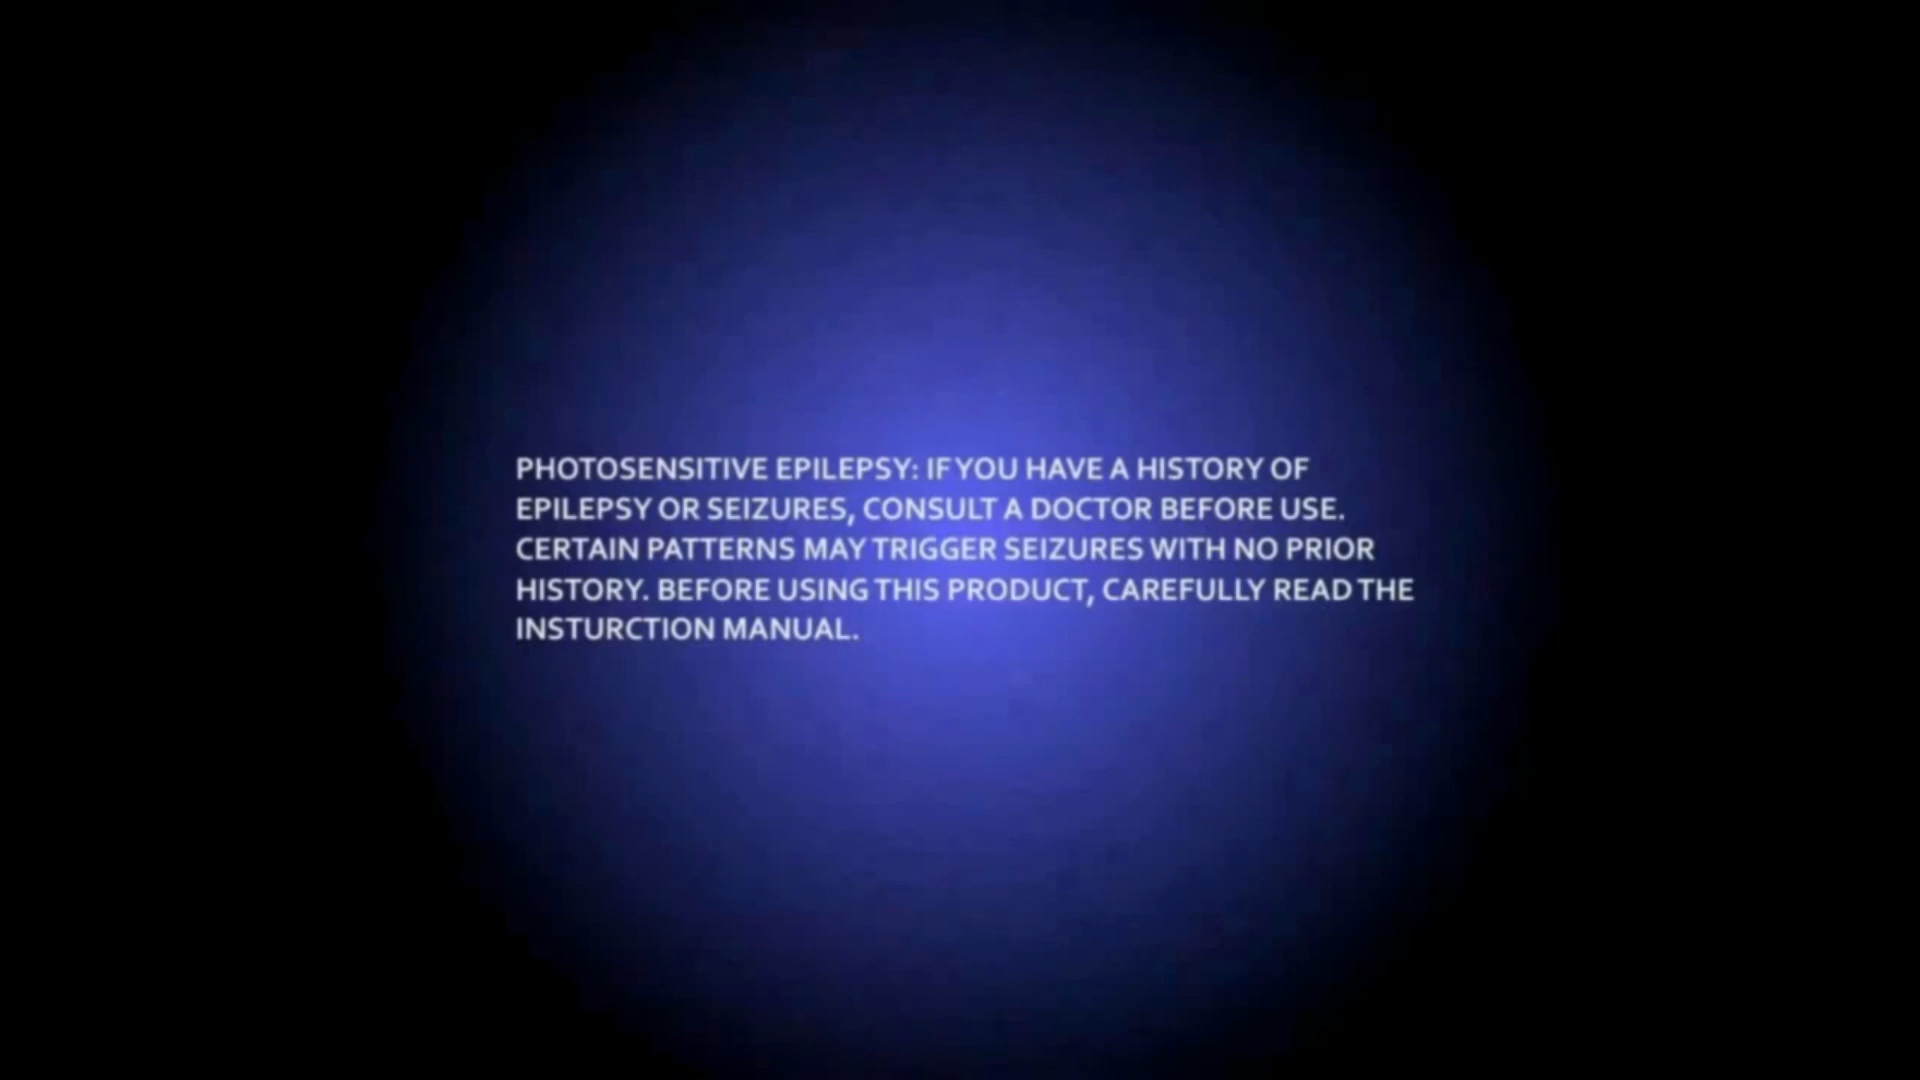 PHOTOSENSITIVE EPILEPSY: IF YOU HAVE A HISTORY OF
EPILEPSY OR SEIZURES, CONSULT A DOCTOR BEFORE USE.
CERTAIN PATTERNS MAY TRIGGER SEIZURES WITH NO PRIOR
HISTORY. BEFORE USING THIS PRODUCT, CAREFULLY READ THE
INSTURCTION MANUAL.